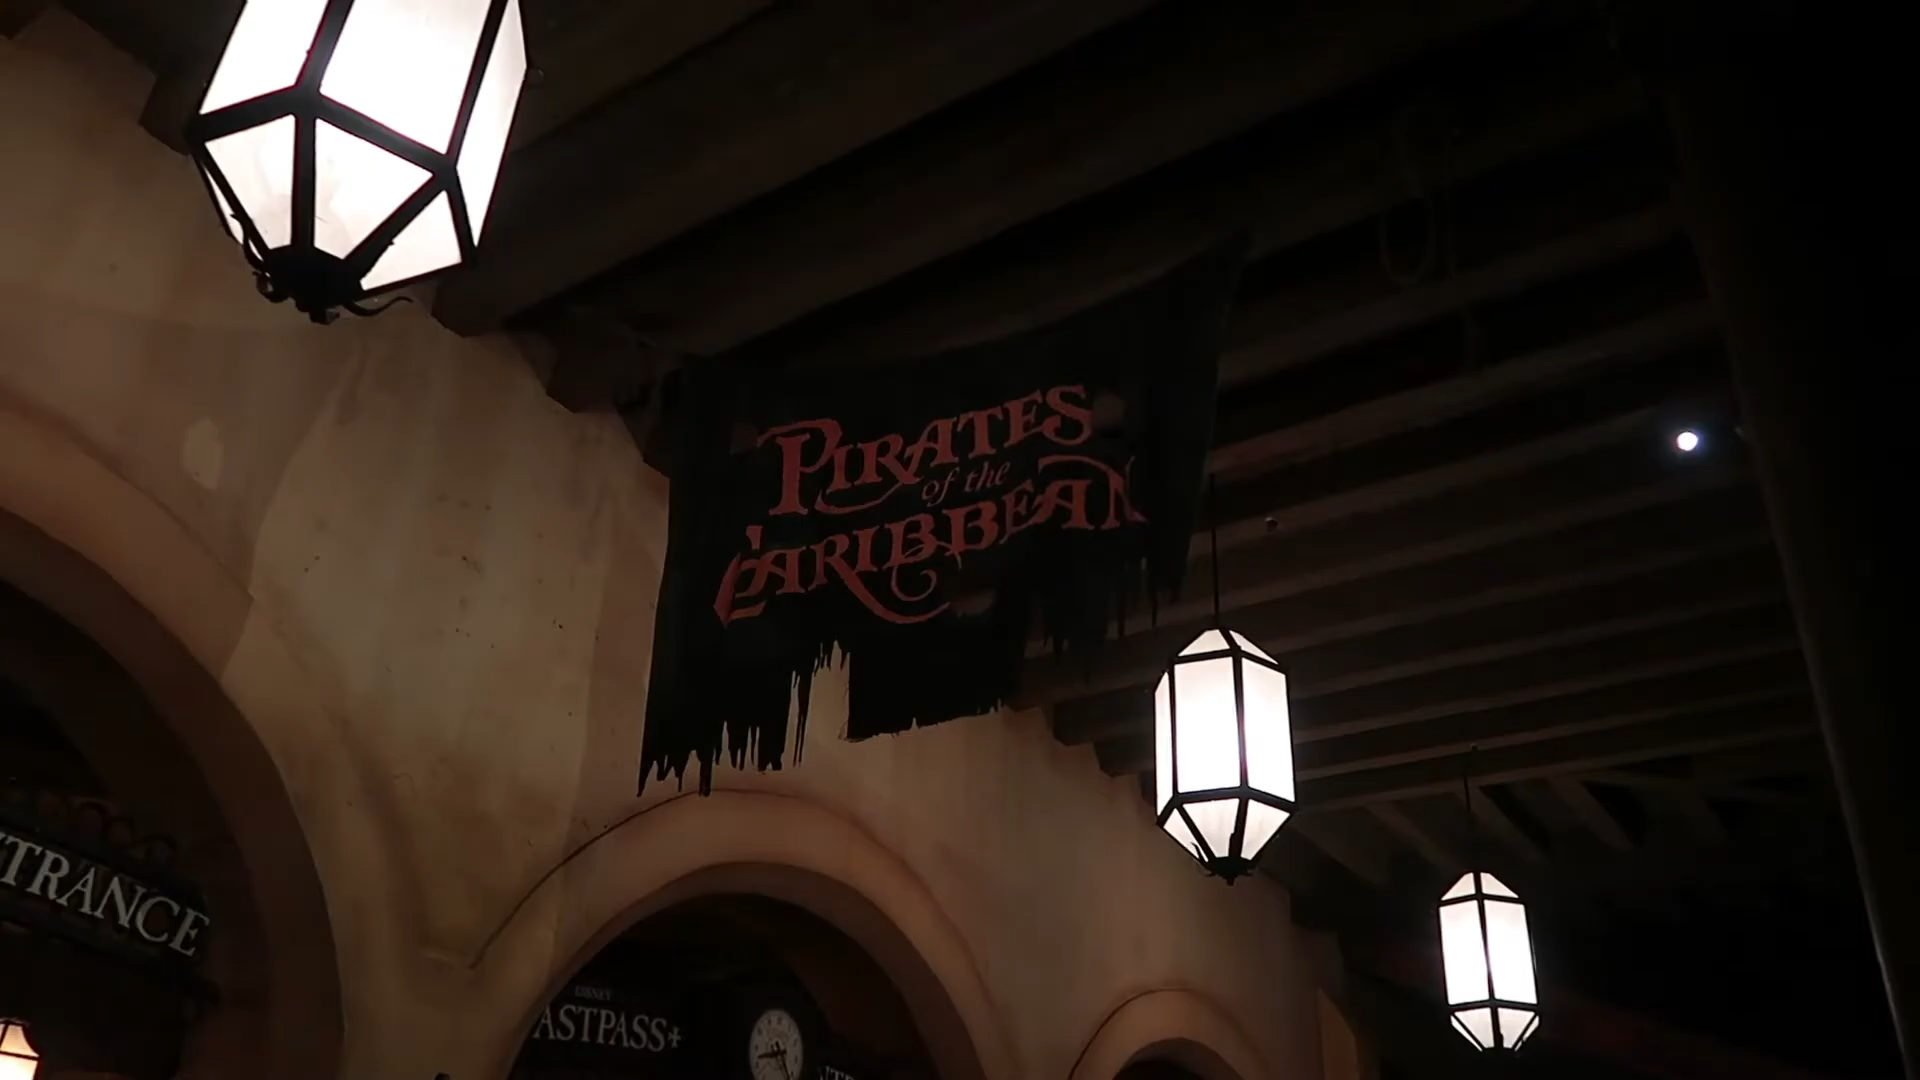 PIRATES
of the
CARIBBEAN
TRANCE
DISNEY
ASTPASS+